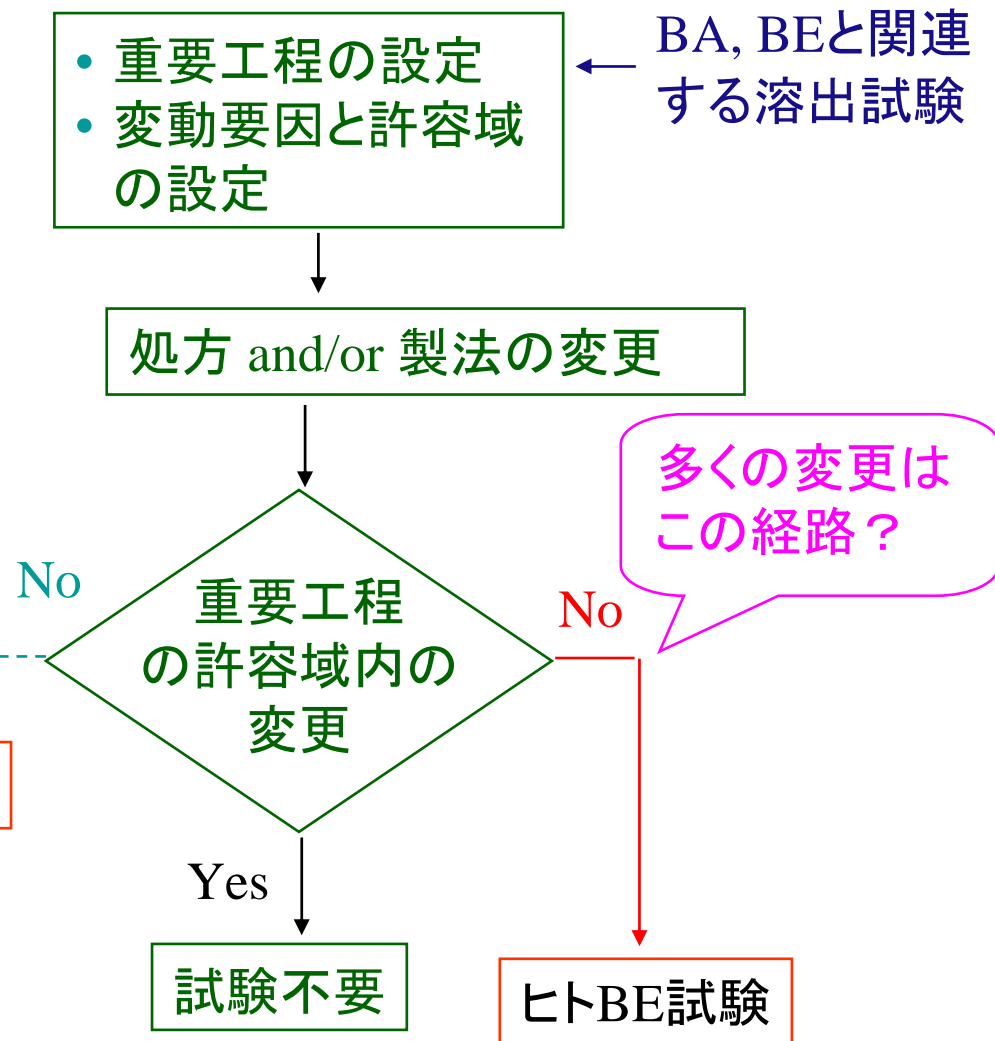 • 重要工程の設定
• 変動要因と許容域
の設定
BA, BEと関連
する溶出試験
処方 and/or 製法の変更
多くの変更は
この経路？
No
重要工程
の許容域内の
変更
No
Yes
試験不要
ヒトBE試験